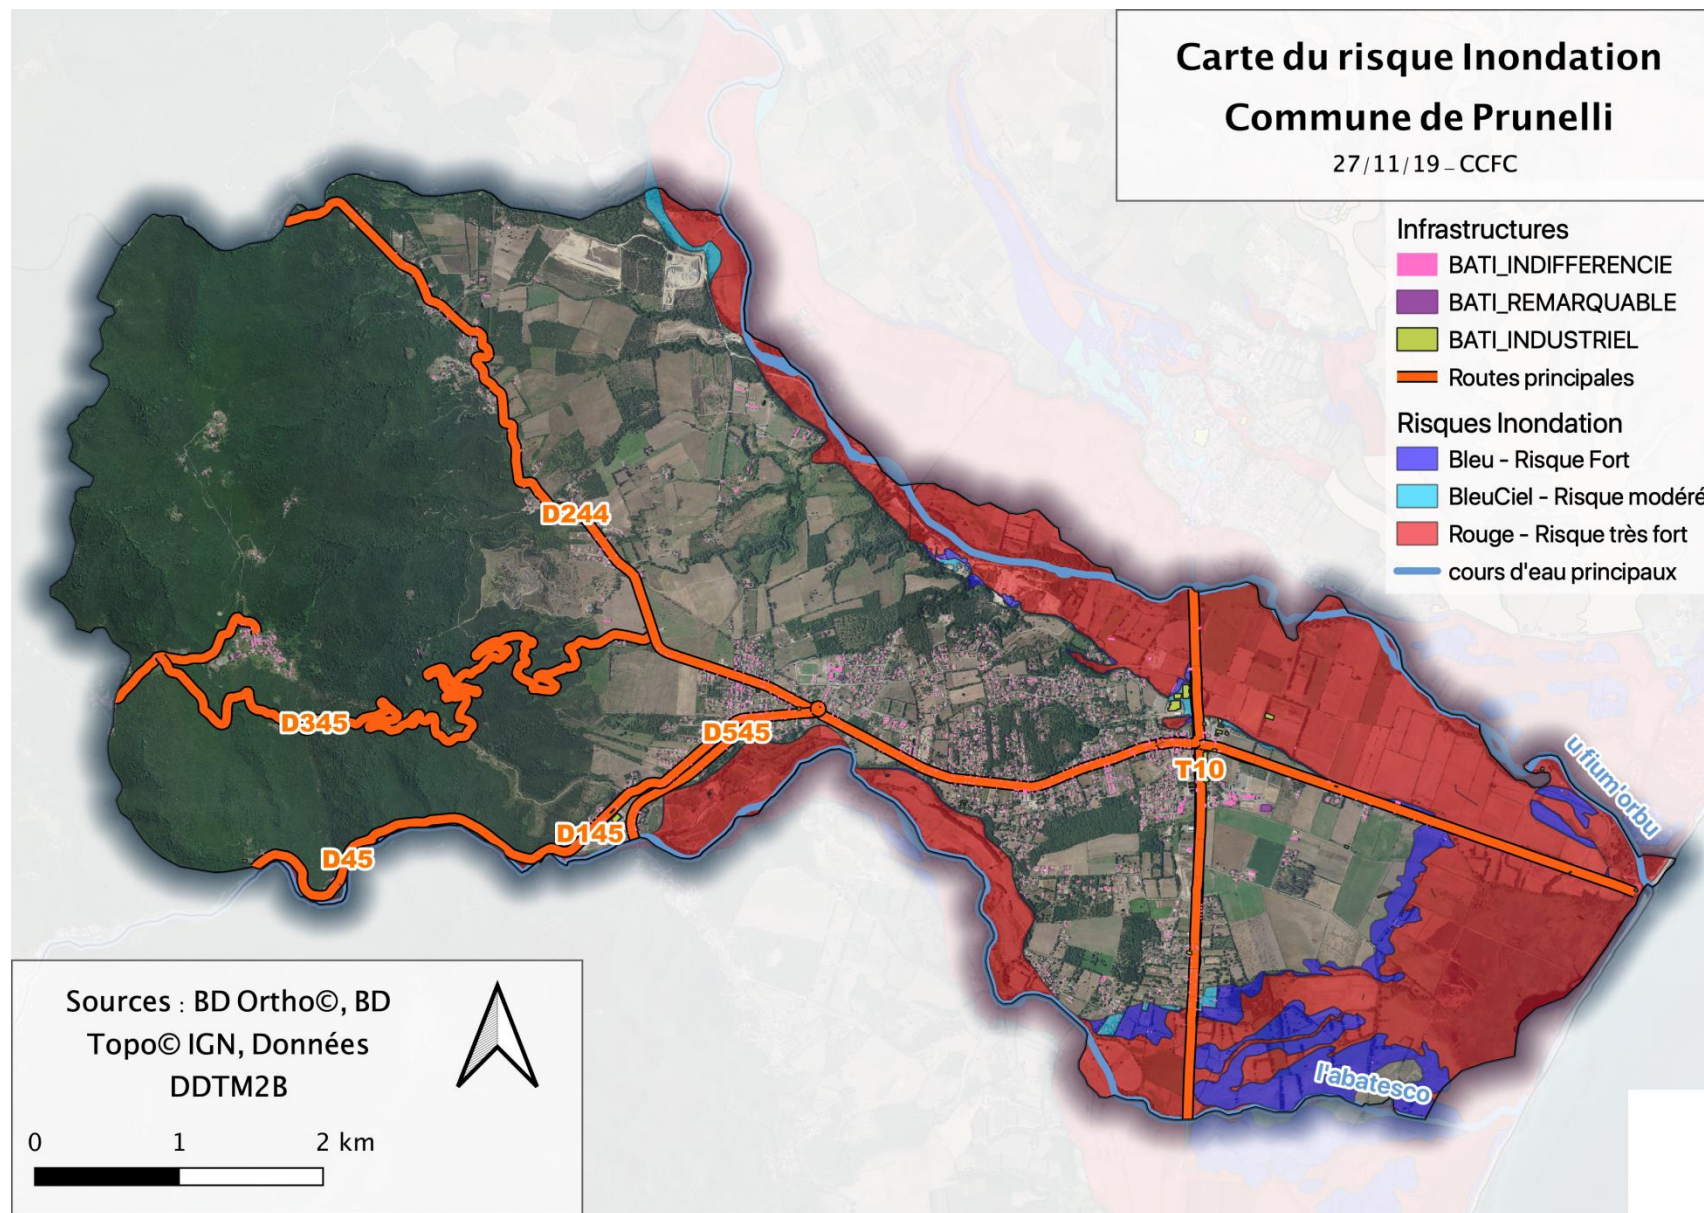 Carte du risque Inondation
Commune de Prunelli
27/11/19 - CCFC
Infrastructures
BATI_INDIFFERENCIE
BATI_REMARQUABLE
BATI_INDUSTRIEL
Routes principales
Risques Inondation
Bleu - Risque Fort
BleuCiel - Risque modéré
Rouge - Risque très fort
cours d'eau principaux
D244
D345
D545
T10
u fium'orbu
D145
D45
l'abatesco
Sources : BD Ortho©, BD
Topo© IGN, Données
DDTM2B
0 1 2 km